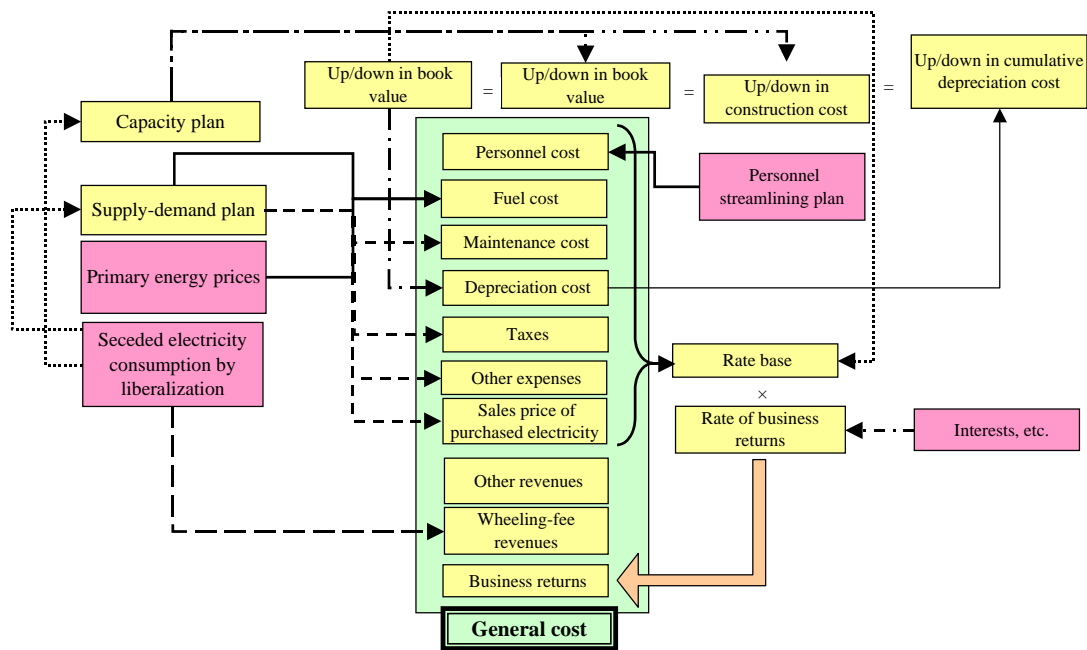 Up/down in book
value
=
Up/down in book
value
=
Up/down in
construction cost
=
Up/down in cumulative
depreciation cost
Capacity plan
Supply-demand plan
Primary energy prices
Seceded electricity
consumption by
liberalization
Personnel cost
Fuel cost
Maintenance cost
Depreciation cost
Taxes
Other expenses
Sales price of
purchased electricity
Other revenues
Wheeling-fee
revenues
Business returns
General cost
Personnel
streamlining plan
Rate base
×
Rate of business
returns
Interests, etc.